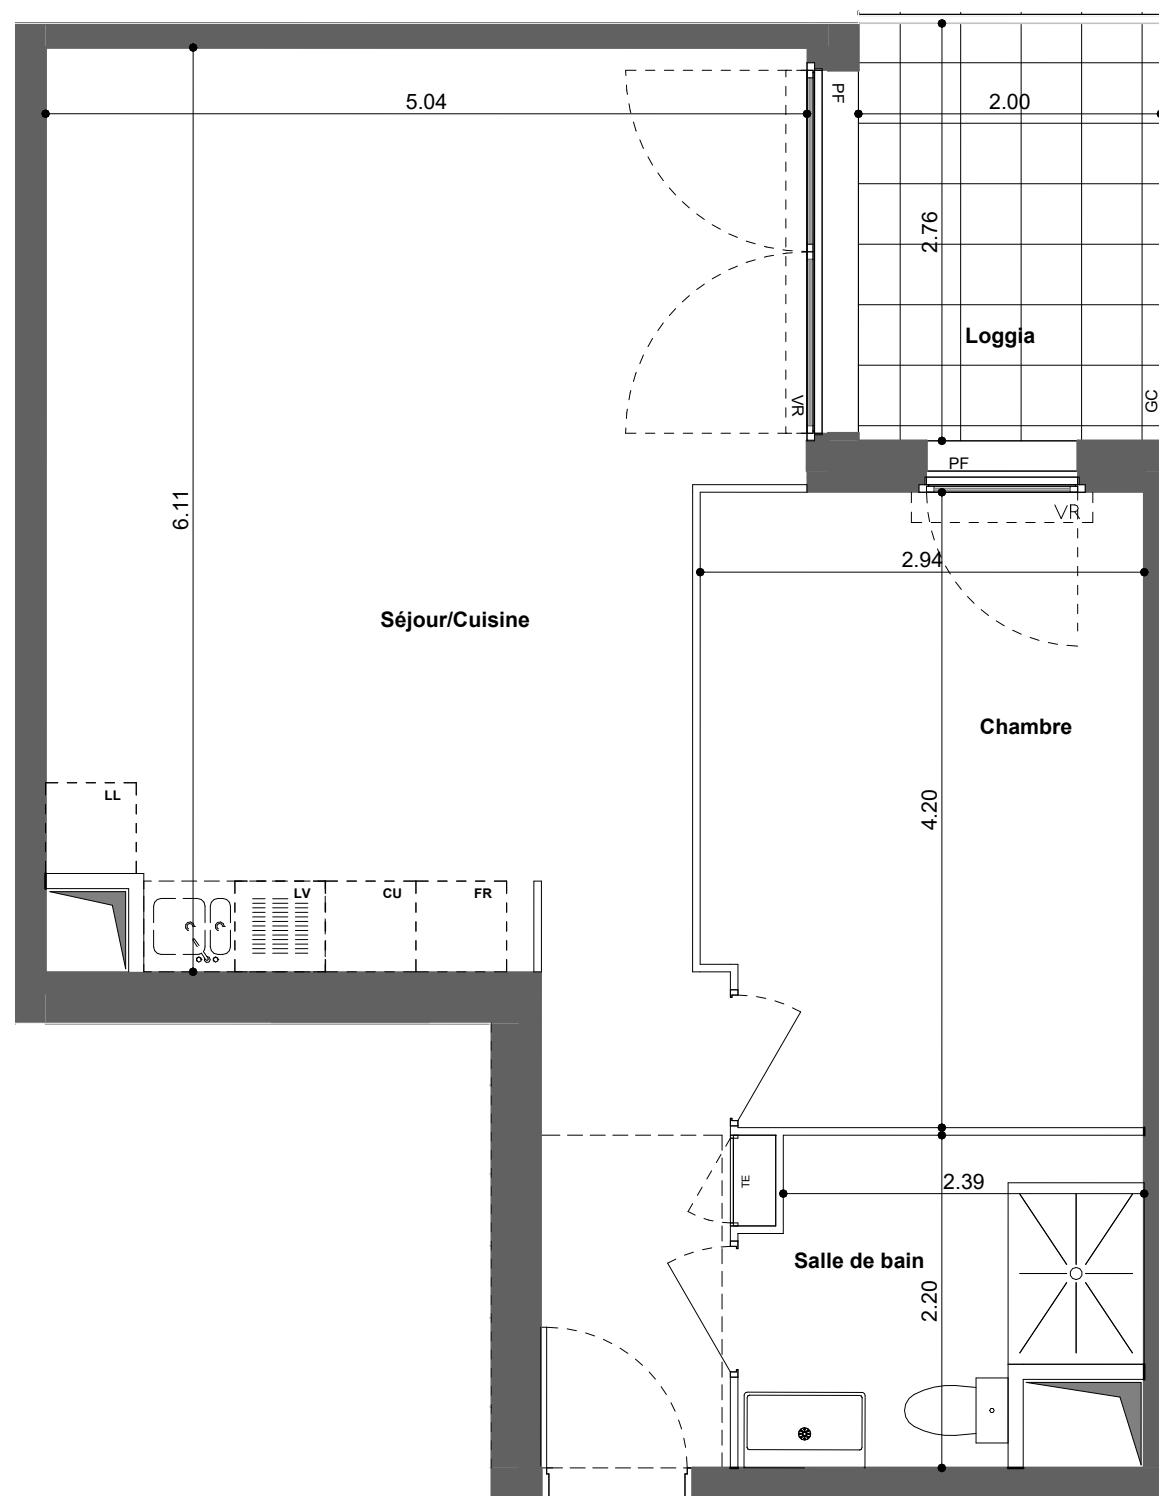 5.04
PF
2.00
2.76
Loggia
VR
GC
PF
VR
6.11
2.94
Séjour/Cuisine
Chambre
LL
4.20
LV
CU
FR
TE
2.39
Salle de bain
2.20